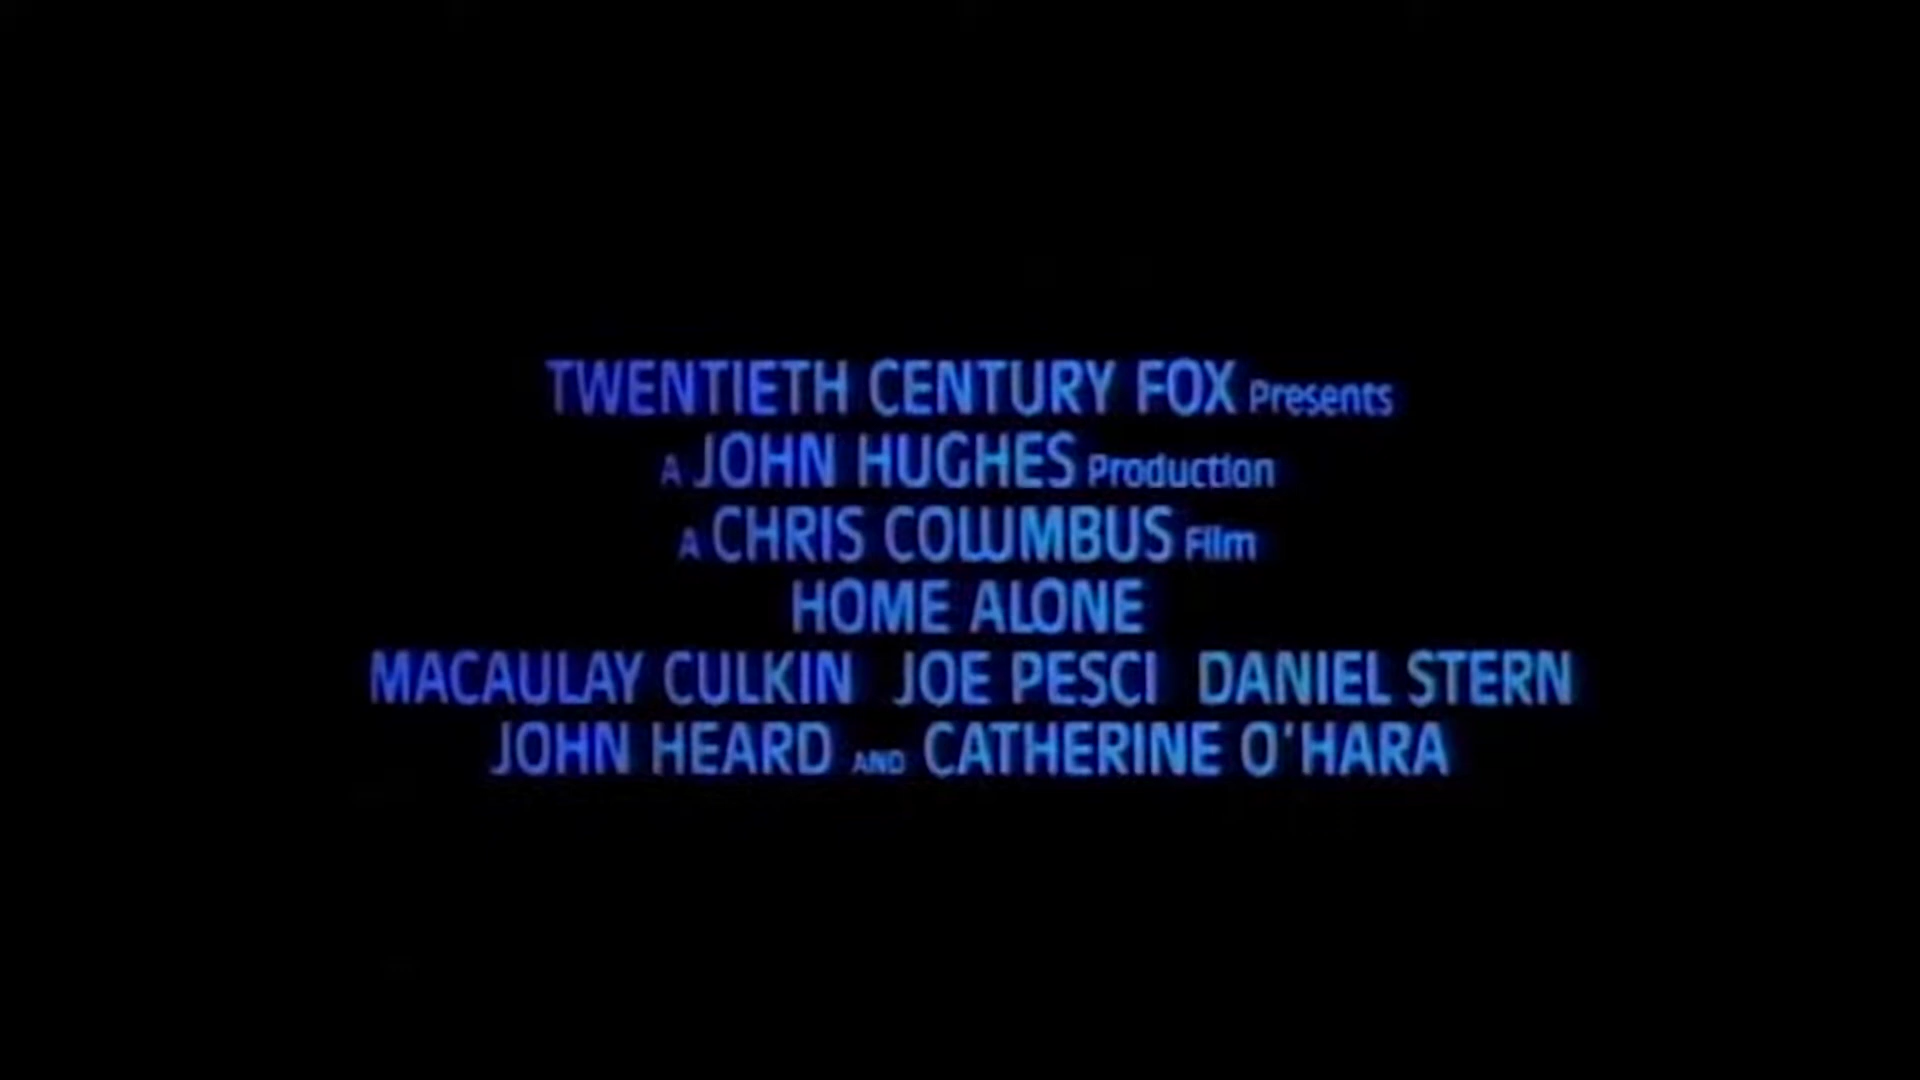 TWENTIETH CENTURY FOX Presents
A JOHN HUGHES Production
A CHRIS COLUMBUS Film
HOME ALONE
MACAULAY CULKIN JOE PESCI DANIEL STERN
JOHN HEARD AND CATHERINE O'HARA